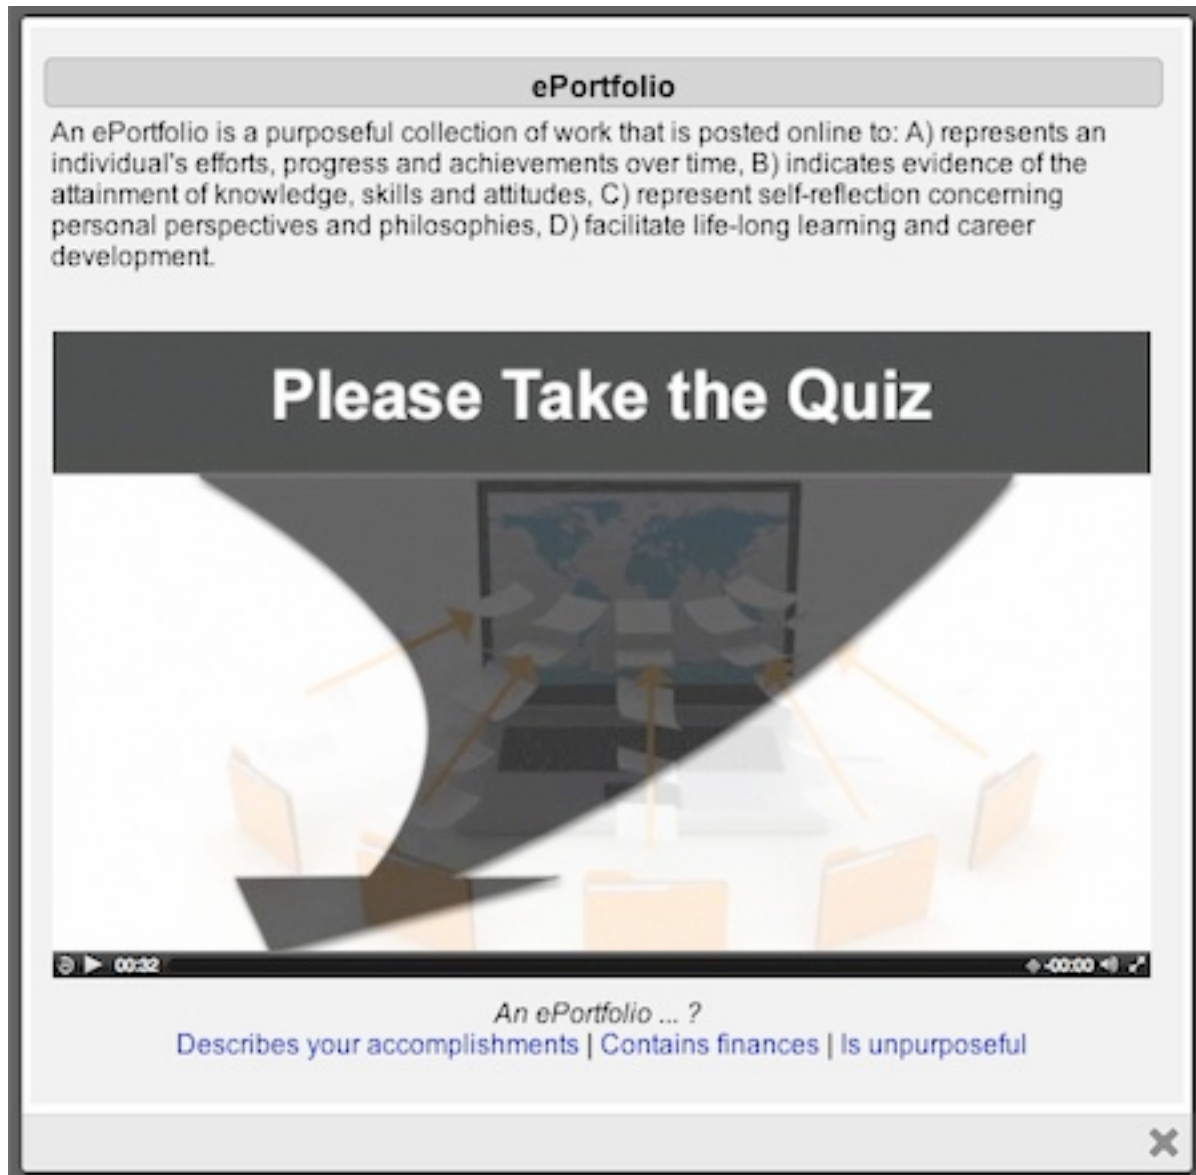 ePortfolio
An ePortfolio is a purposeful collection of work that is posted online to: A) represents an
individual's efforts, progress and achievements over time, B) indicates evidence of the
attainment of knowledge, skills and attitudes, C) represent self-reflection concerning
personal perspectives and philosophies, D) facilitate life-long learning and career
development.
Please Take the Quiz
00:32 -00:00
An ePortfolio ... ?
Describes your accomplishments | Contains finances | Is unpurposeful